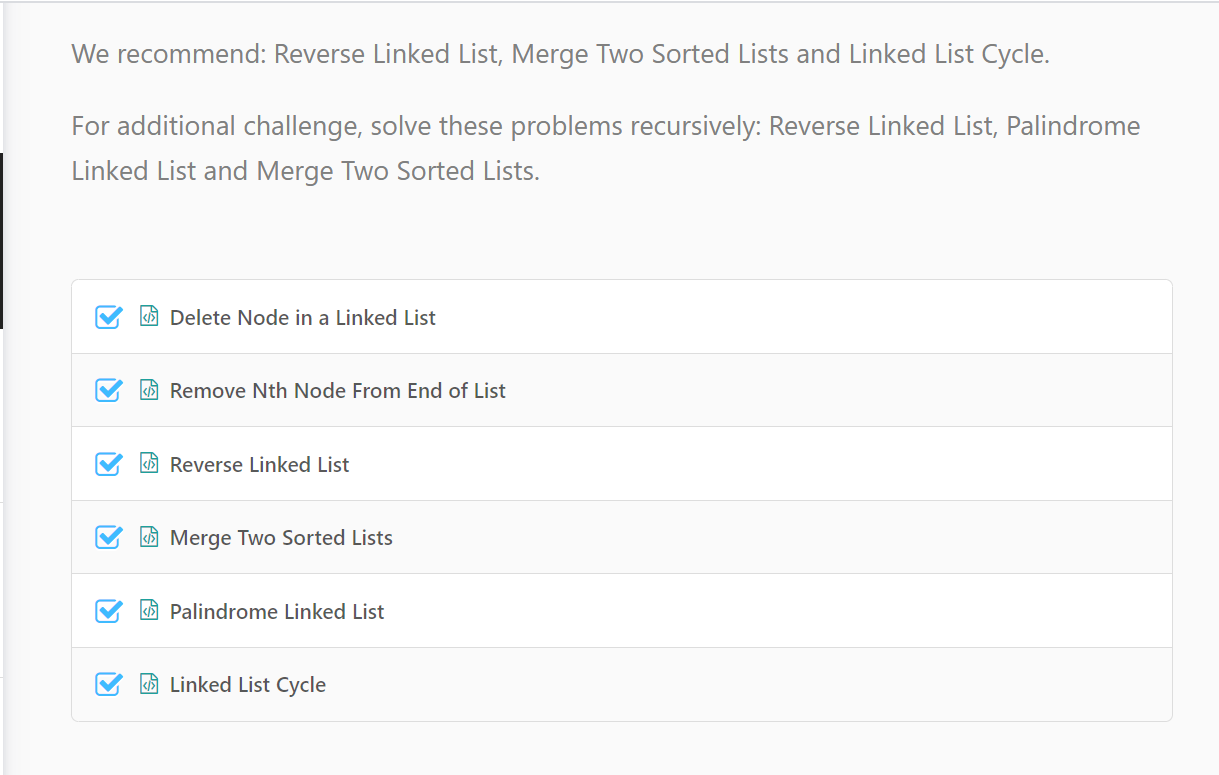 We recommend: Reverse Linked List, Merge Two Sorted Lists and Linked List Cycle.
For additional challenge, solve these problems recursively: Reverse Linked List, Palindrome
Linked List and Merge Two Sorted Lists.
Delete Node in a Linked List
Remove Nth Node From End of List
Reverse Linked List
Merge Two Sorted Lists
Palindrome Linked List
Linked List Cycle